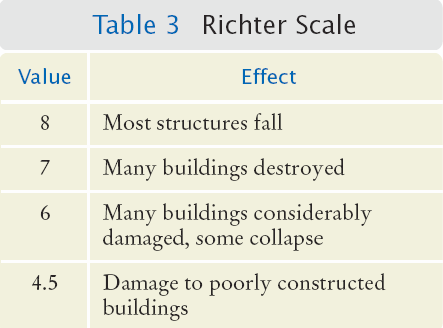 Table 3 Richter Scale
Value Effect
8 Most structures fall
7 Many buildings destroyed
6 Many buildings considerably
damaged, some collapse
4.5 Damage to poorly constructed
buildings